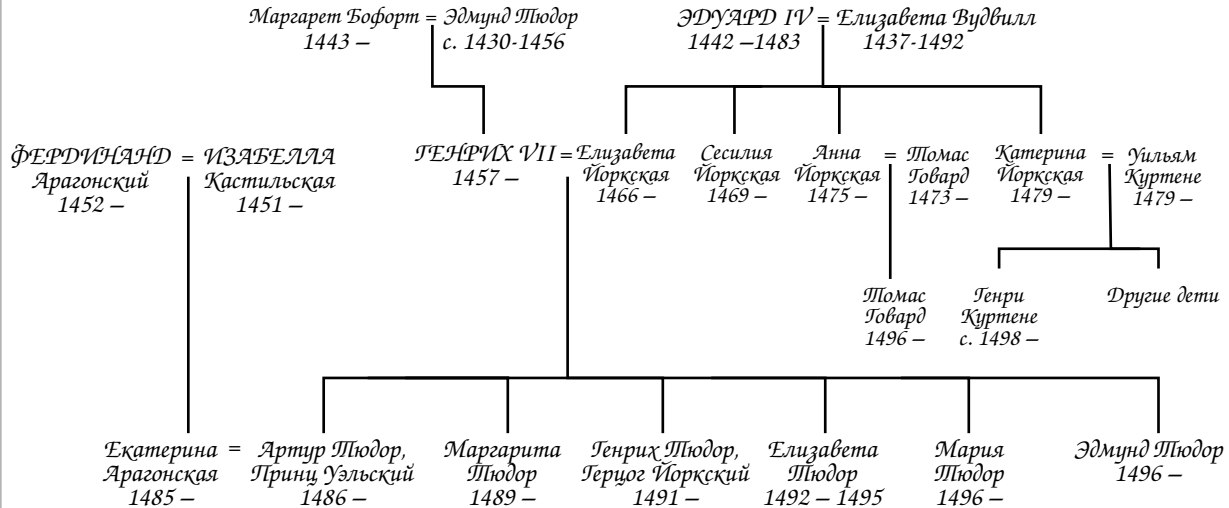 Маргарет Бофорт = Эдмунд Тюдор
1443 – с. 1430-1456
ЭДУАРД IV = Елизавета Вудвилл
1442 –1483 1437-1492
ФЕРДИНАНД = ИЗАБЕЛЛА
Арагонский Кастильская
1452 – 1451 –
ГЕНРИХ VII = Елизавета
1457 – Йоркская
1466 –
Сесилия
Йоркская
1469 –
Анна = Томас
Йоркская Говард
1475 – 1473 –
Катерина = Уильям
Йоркская Куртене
1479 – 1479 –
Томас
Говард
1496 –
Генри
Куртене
с. 1498 –
Другие дети
Екатерина = Артур Тюдор,
Арагонская Принц Уэльский
1485 – 1486 –
Маргарита
Тюдор
1489 –
Генрих Тюдор,
Герцог Йоркский
1491 –
Елизавета
Тюдор
1492 – 1495
Мария
Тюдор
1496 –
Эдмунд Тюдор
1496 –